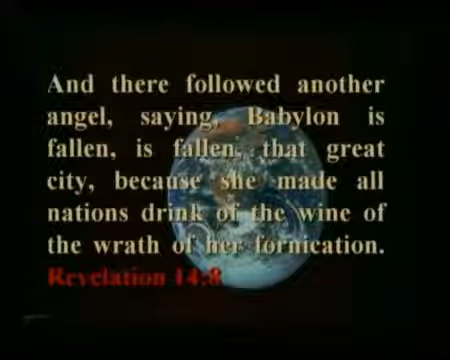 And there followed another
angel, saying, Babylon is
fallen, is fallen, that great
city, because she made all
nations drink of the wine of
the wrath of her fornication.
Revelation 14:8